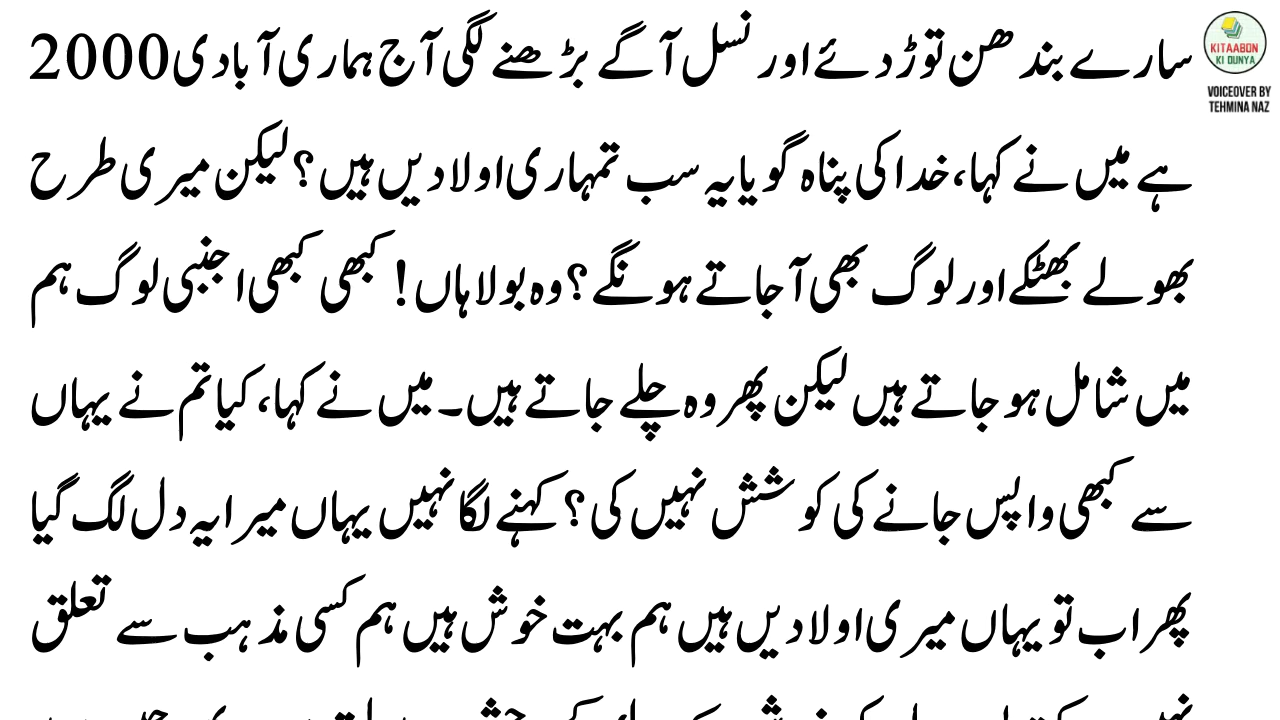 سارے بندھن توڑ دئے اور نسل آگے بڑھنے لگی آج ہماری آبادی 2000
ہے میں نے کہا، خدا کی پناہ گویا یہ سب تمہاری اولادیں ہیں؟ لیکن میری طرح
بھولے بھٹکے اور لوگ بھی آجاتے ہونگے؟ وہ بولا ہاں! کبھی کبھی اجنبی لوگ ہم
میں شامل ہو جاتے ہیں لیکن پھر وہ چلے جاتے ہیں۔ میں نے کہا، کیا تم نے یہاں
سے کبھی واپس جانے کی کوشش نہیں کی؟ کہنے لگا نہیں یہاں میرا یہ دل لگ گیا
پھر اب تو یہاں میری اولادیں ہیں ہم بہت خوش ہیں ہم کسی مذہب سے تعلق
KITAABON
KI DUNYA
VOICEOVER BY
TEHMINA NAZ